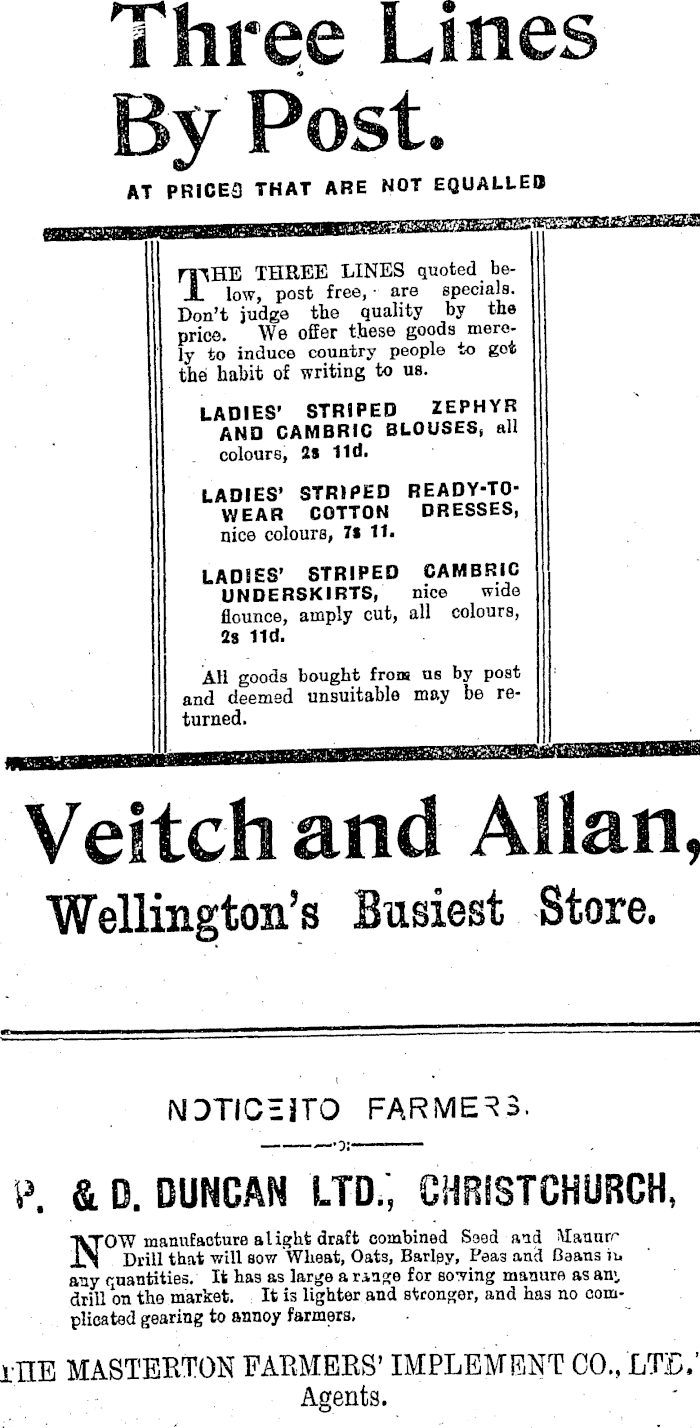 Three Lines
By Post.
AT PRICES THAT ARE NOT EQUALLED
THE THREE LINES quoted be-
low, post free, are specials.
Don't judge the quality by the
price. We offer these goods mere-
ly to induce country people to get
the habit of writing to us.
LADIES' STRIPED ZEPHYR
AND CAMBRIC BLOUSES, all
colours, 2s 11d.
LADIES' STRIPED READY-TO-
WEAR COTTON DRESSES,
nice colours, 7s 11.
LADIES' STRIPED CAMBRIC
UNDERSKIRTS, nice wide
flounce, amply cut, all colours,
2s 11d.
All goods bought from us by post
and deemed unsuitable may be re-
turned.
Veitch and Allan,
Wellington's Busiest Store.
NOTICE TO FARMERS.
P. & D. DUNCAN LTD., CHRISTCHURCH,
NOW manufacture a light draft combined Seed and Manure
Drill that will sow Wheat, Oats, Barley, Peas and Beans in
any quantities. It has as large a range for sowing manure as any
drill on the market. It is lighter and stronger, and has no com-
plicated gearing to annoy farmers.
THE MASTERTON FARMERS' IMPLEMENT CO., LTD.
Agents.